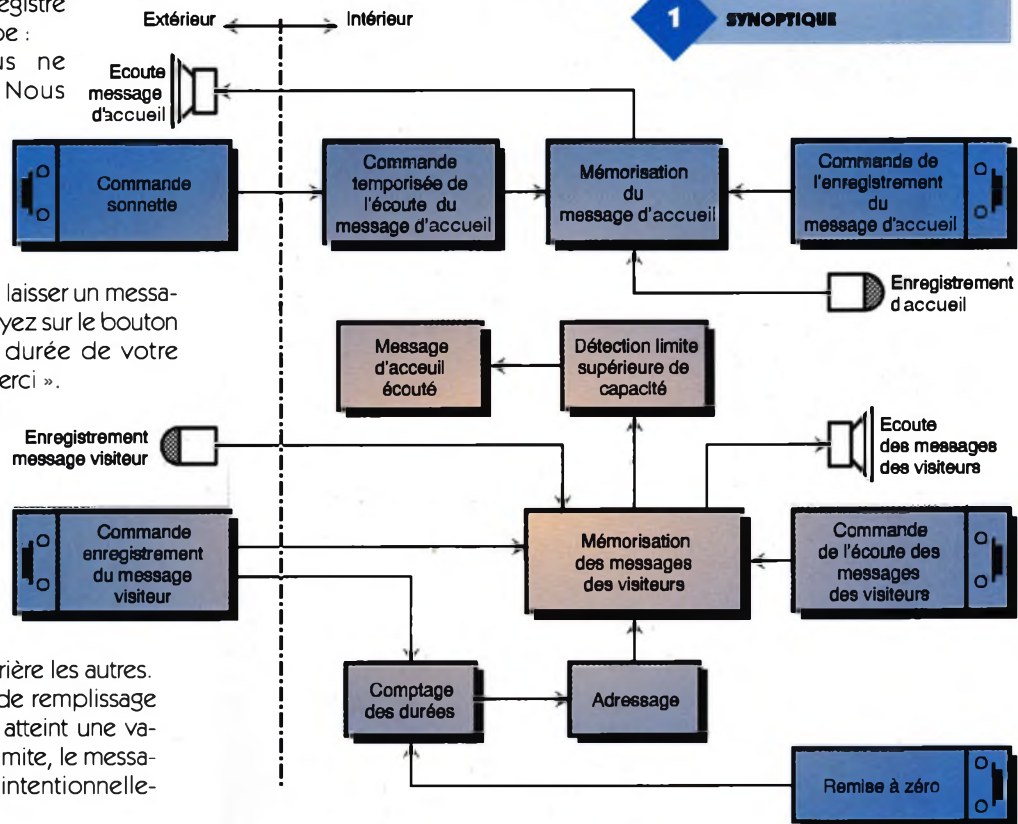 egistre
be :
us ne
Nous
Extérieur
Intérieur
1
SYNOPTIQUE
Ecoute
message
d'accueil
Commande
sonnette
Commande
temporisée de
l'écoute du
message d'accueil
Mémorisation
du
message d'accueil
Commande de
l'enregistrement
du
message d'accueil
Enregistrement
d'accueil
laisser un messa-
yez sur le bouton
durée de votre
erci ».
Message
d'acceuil
écouté
Détection limite
supérieure de
capacité
Enregistrement
message visiteur
Ecoute
des messages
des visiteurs
Commande
enregistrement
du message
visiteur
Mémorisation
des messages
des visiteurs
Commande
de l'écoute des
messages
des visiteurs
rière les autres.
de remplissage
atteint une va-
mite, le messa-
intentionnelle-
Comptage
des durées
Adressage
Remise à zéro